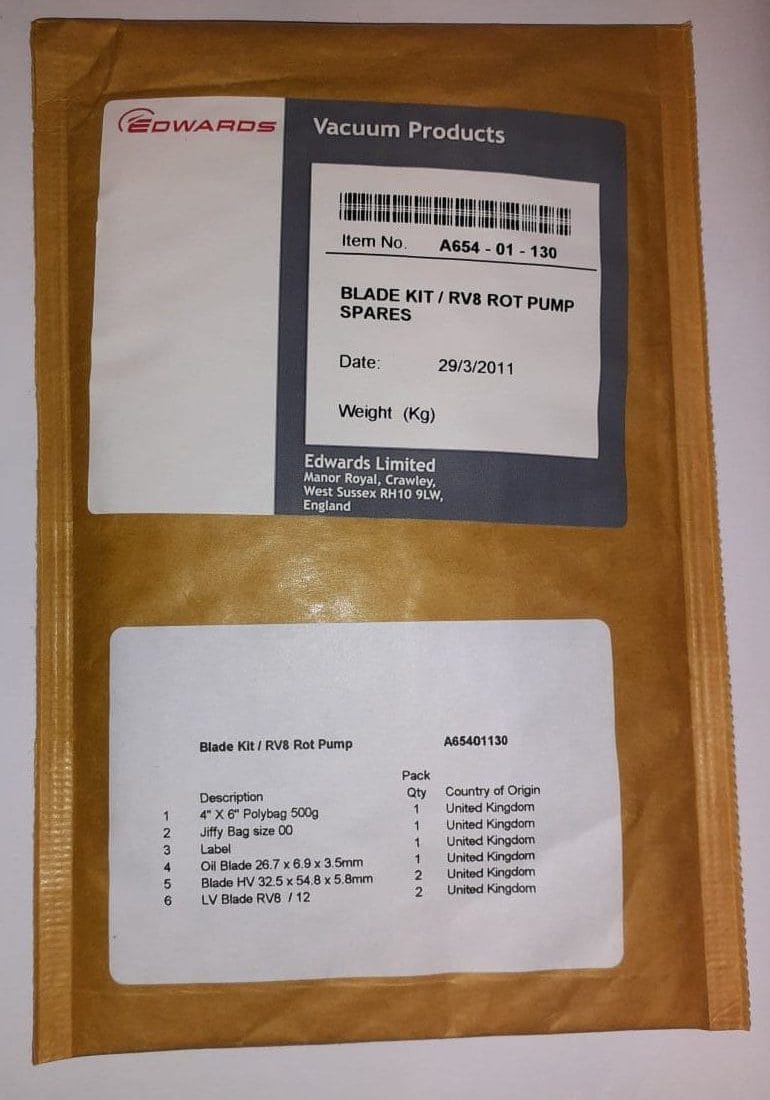 EDWARDS
Vacuum Products
Item No. A654 - 01 - 130
BLADE KIT / RV8 ROT PUMP
SPARES
Date: 29/3/2011
Weight (Kg)
Edwards Limited
Manor Royal, Crawley,
West Sussex RH10 9LW,
England
Blade Kit / RV8 Rot Pump A65401130
Pack
Description Qty Country of Origin
1 4" X 6" Polybag 500g 1 United Kingdom
2 Jiffy Bag size 00 1 United Kingdom
3 Label 1 United Kingdom
4 Oil Blade 26.7 x 6.9 x 3.5mm 1 United Kingdom
5 Blade HV 32.5 x 54.8 x 5.8mm 2 United Kingdom
6 LV Blade RV8 / 12 2 United Kingdom